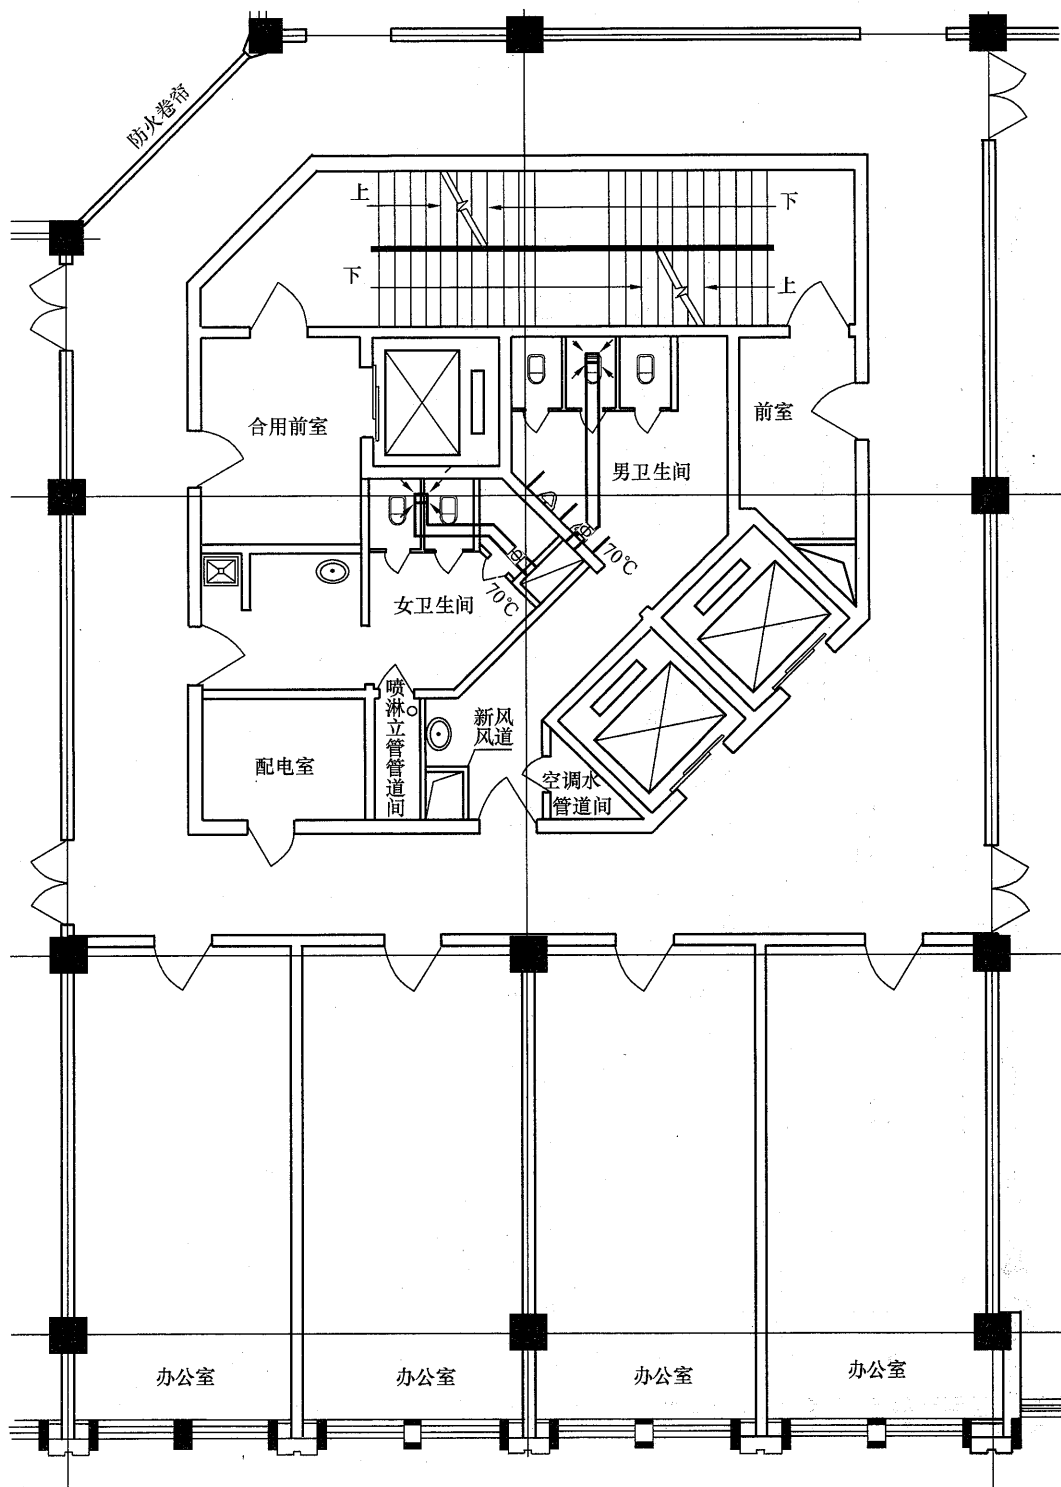 防火卷帘
上
下
下
上
合用前室
前室
男卫生间
70℃
女卫生间
70℃
喷淋立管管道间
新风
风道
配电室
空调水
管道间
办公室
办公室
办公室
办公室